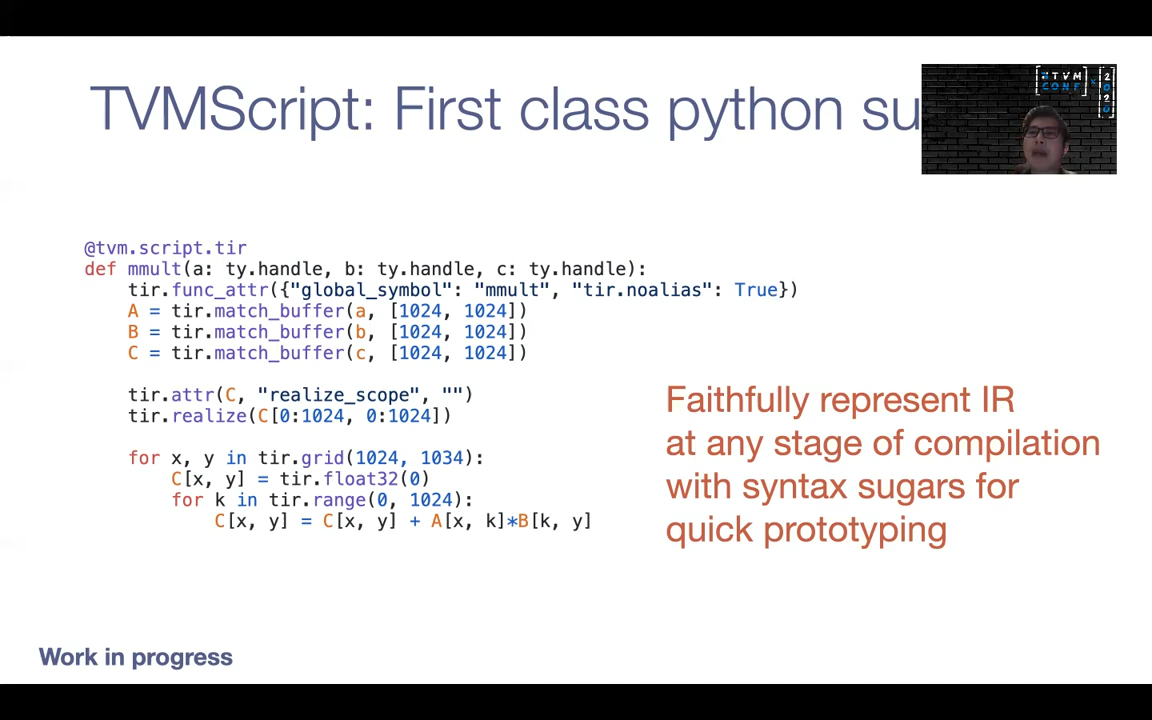 TVMScript: First class python su
[TVM
CONF] x [2020]
@tvm.script.tir
def mmult(a: ty.handle, b: ty.handle, c: ty.handle):
    tir.func_attr({"global_symbol": "mmult", "tir.noalias": True})
    A = tir.match_buffer(a, [1024, 1024])
    B = tir.match_buffer(b, [1024, 1024])
    C = tir.match_buffer(c, [1024, 1024])
    tir.attr(C, "realize_scope", "")
    tir.realize(C[0:1024, 0:1024])
    for x, y in tir.grid(1024, 1034):
        C[x, y] = tir.float32(0)
        for k in tir.range(0, 1024):
            C[x, y] = C[x, y] + A[x, k]*B[k, y]
Faithfully represent IR
at any stage of compilation
with syntax sugars for
quick prototyping
Work in progress